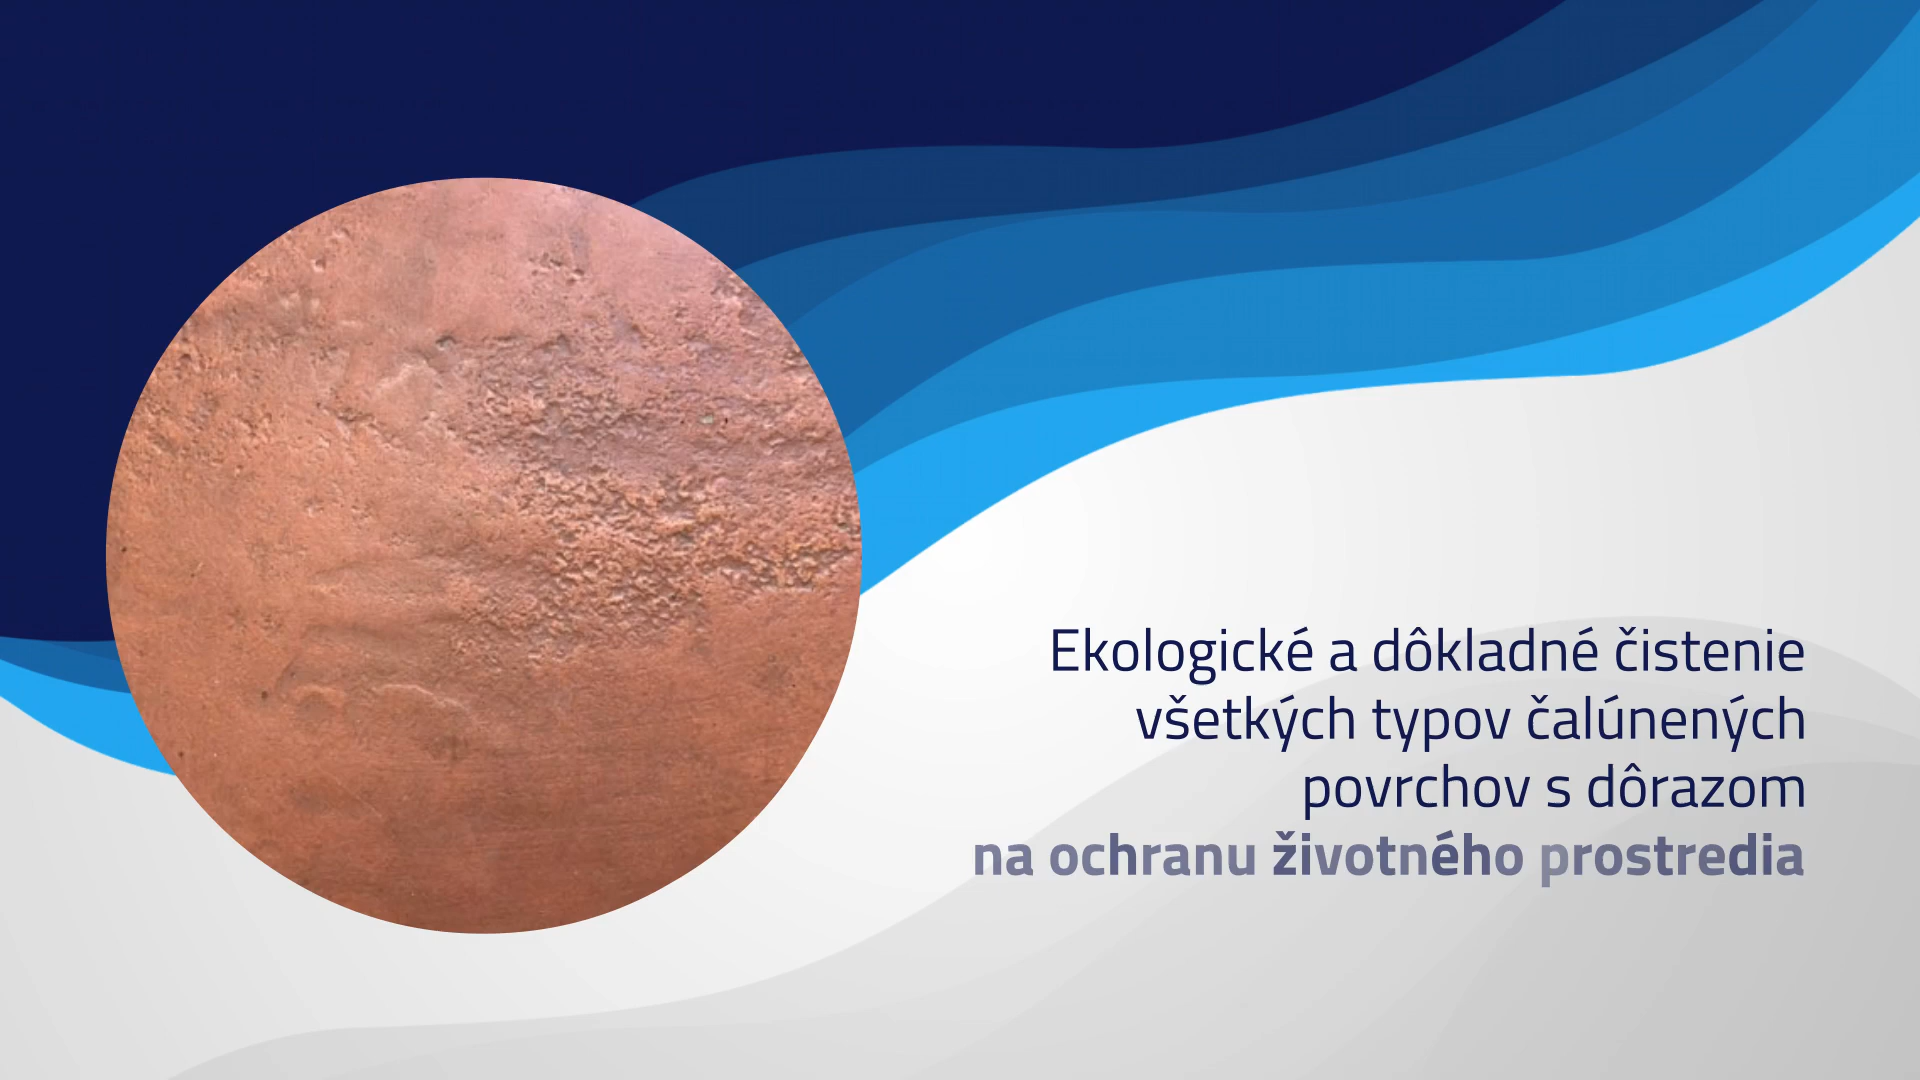 Ekologické a dôkladné čistenie
všetkých typov čalúnených
povrchov s dôrazom
na ochranu životného prostredia